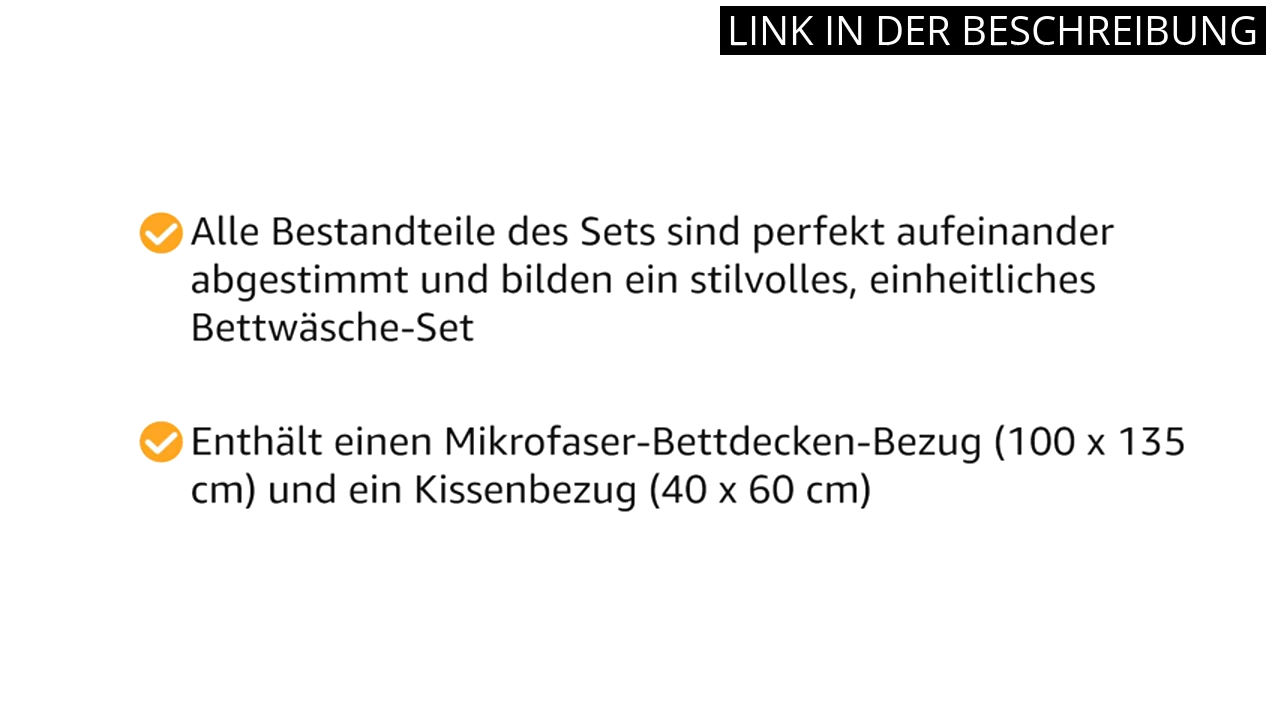 LINK IN DER BESCHREIBUNG
Alle Bestandteile des Sets sind perfekt aufeinander
abgestimmt und bilden ein stilvolles, einheitliches
Bettwäsche-Set
Enthält einen Mikrofaser-Bettdecken-Bezug (100 x 135
cm) und ein Kissenbezug (40 x 60 cm)